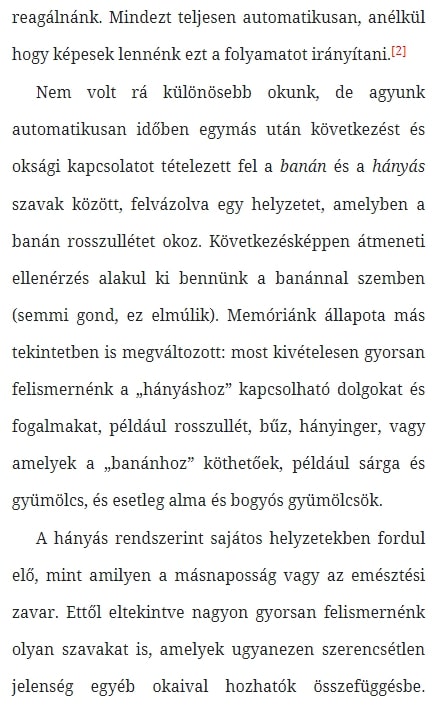 reagálnánk. Mindezt teljesen automatikusan, anélkül
hogy képesek lennénk ezt a folyamatot irányítani.[2]
Nem volt rá különösebb okunk, de agyunk
automatikusan időben egymás után következést és
oksági kapcsolatot tételezett fel a banán és a hányás
szavak között, felvázolva egy helyzetet, amelyben a
banán rosszullétet okoz. Következésképpen átmeneti
ellenérzés alakul ki bennünk a banánnal szemben
(semmi gond, ez elmúlik). Memóriánk állapota más
tekintetben is megváltozott: most kivételesen gyorsan
felismernénk a „hányáshoz” kapcsolható dolgokat és
fogalmakat, például rosszullét, bűz, hányinger, vagy
amelyek a „banánhoz” köthetőek, például sárga és
gyümölcs, és esetleg alma és bogyós gyümölcsök.
A hányás rendszerint sajátos helyzetekben fordul
elő, mint amilyen a másnaposság vagy az emésztési
zavar. Ettől eltekintve nagyon gyorsan felismernénk
olyan szavakat is, amelyek ugyanezen szerencsétlen
jelenség egyéb okaival hozhatók összefüggésbe.